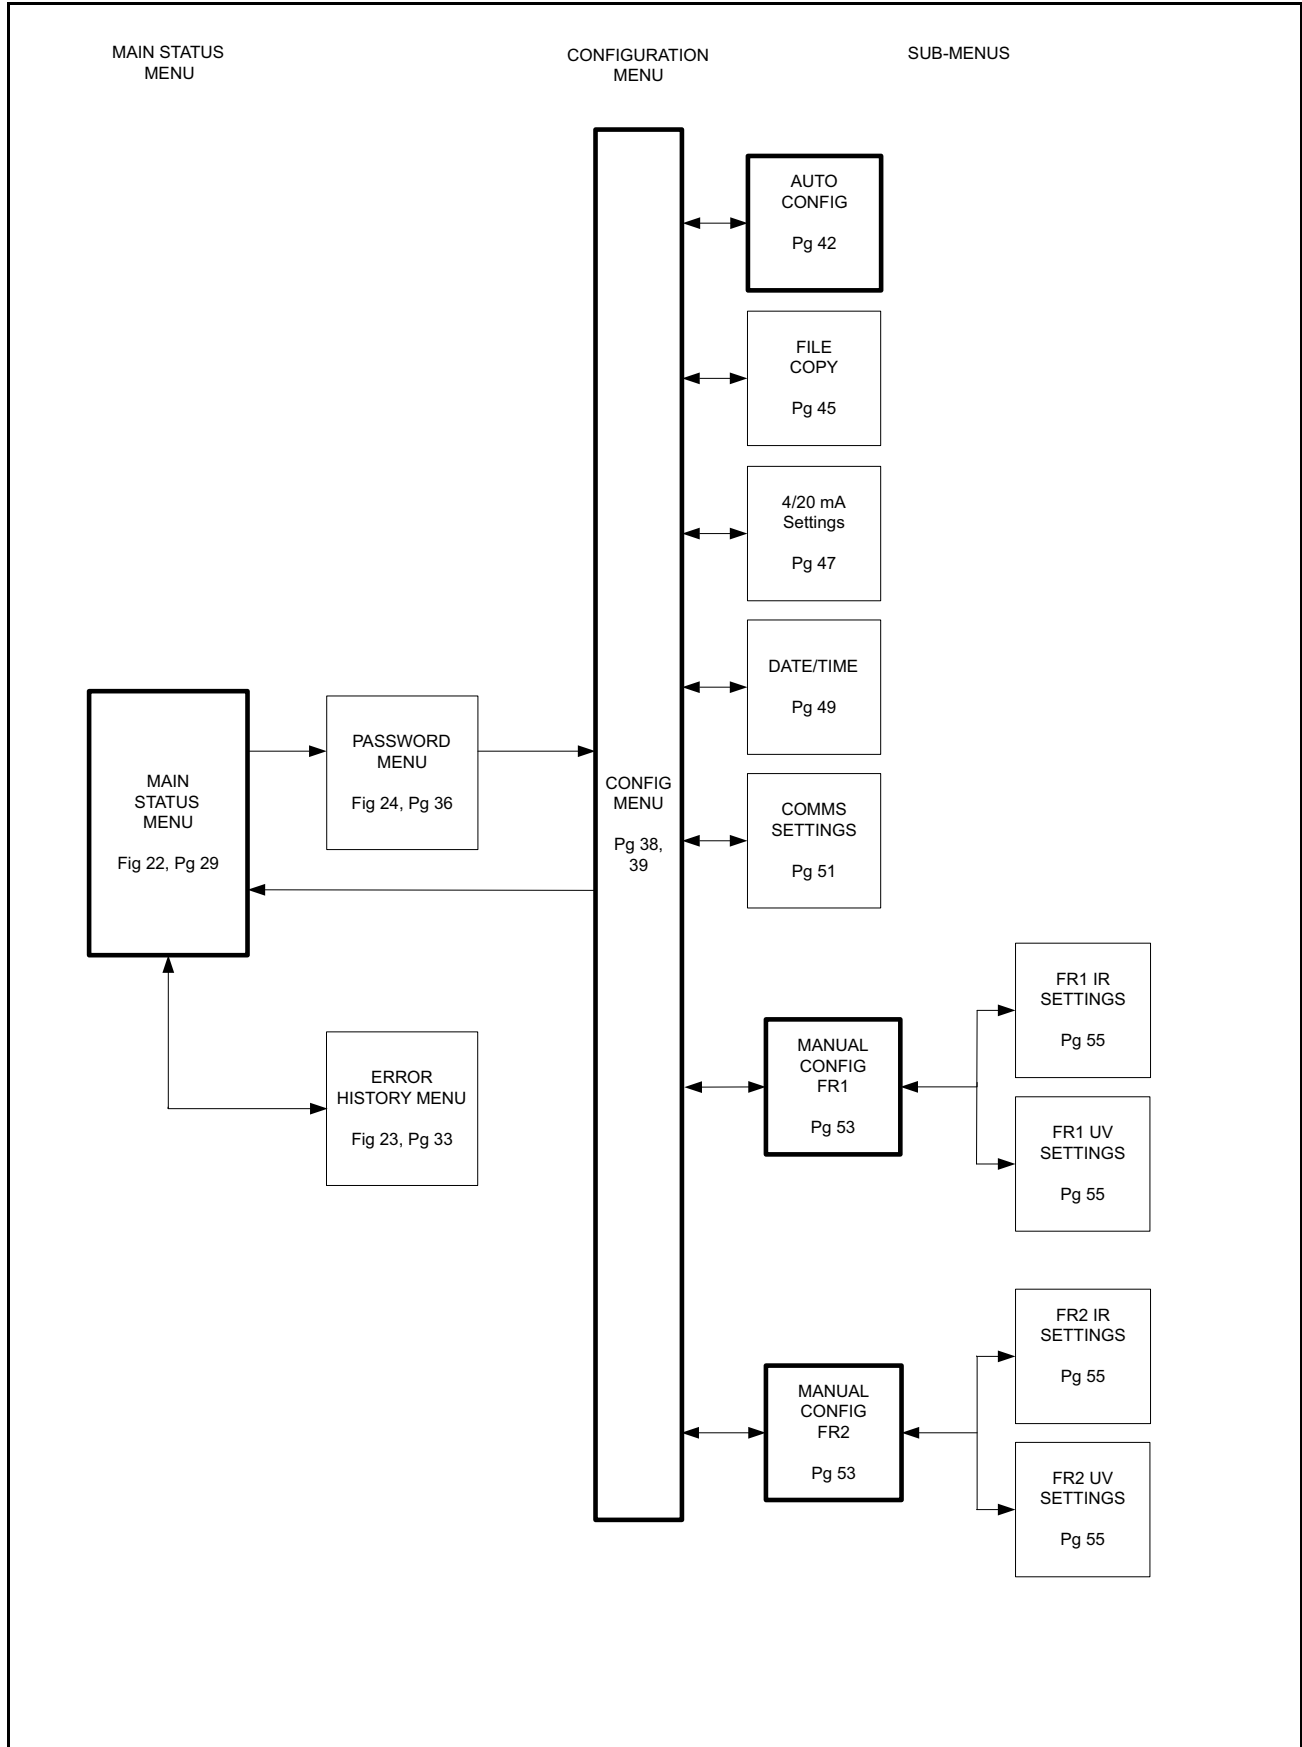 MAIN STATUS
MENU
CONFIGURATION
MENU
SUB-MENUS
AUTO
CONFIG
Pg 42
FILE
COPY
Pg 45
4/20 mA
Settings
Pg 47
DATE/TIME
Pg 49
COMMS
SETTINGS
Pg 51
MAIN
STATUS
MENU
Fig 22, Pg 29
PASSWORD
MENU
Fig 24, Pg 36
CONFIG
MENU
Pg 38,
39
ERROR
HISTORY MENU
Fig 23, Pg 33
MANUAL
CONFIG
FR1
Pg 53
FR1 IR
SETTINGS
Pg 55
FR1 UV
SETTINGS
Pg 55
MANUAL
CONFIG
FR2
Pg 53
FR2 IR
SETTINGS
Pg 55
FR2 UV
SETTINGS
Pg 55